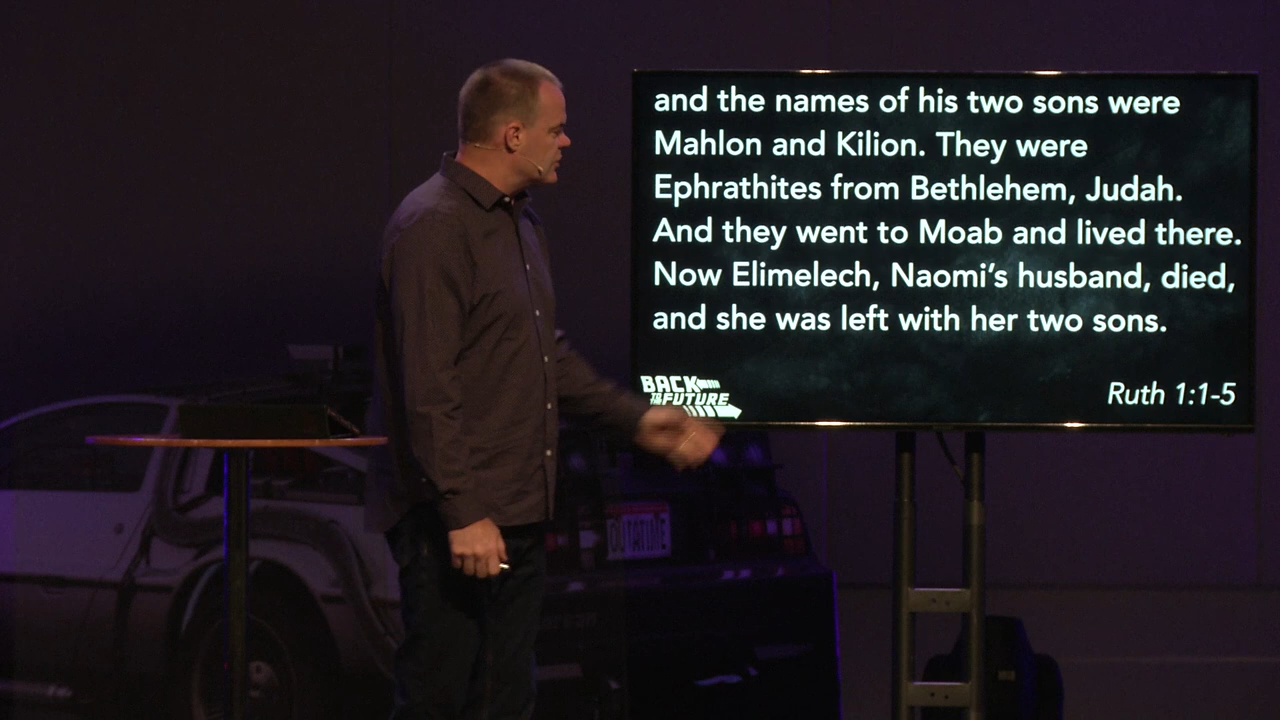 and the names of his two sons were
Mahlon and Kilion. They were
Ephrathites from Bethlehem, Judah.
And they went to Moab and lived there.
Now Elimelech, Naomi’s husband, died,
and she was left with her two sons.
Ruth 1:1-5
BACK
TO THE FUTURE
OUTATIME